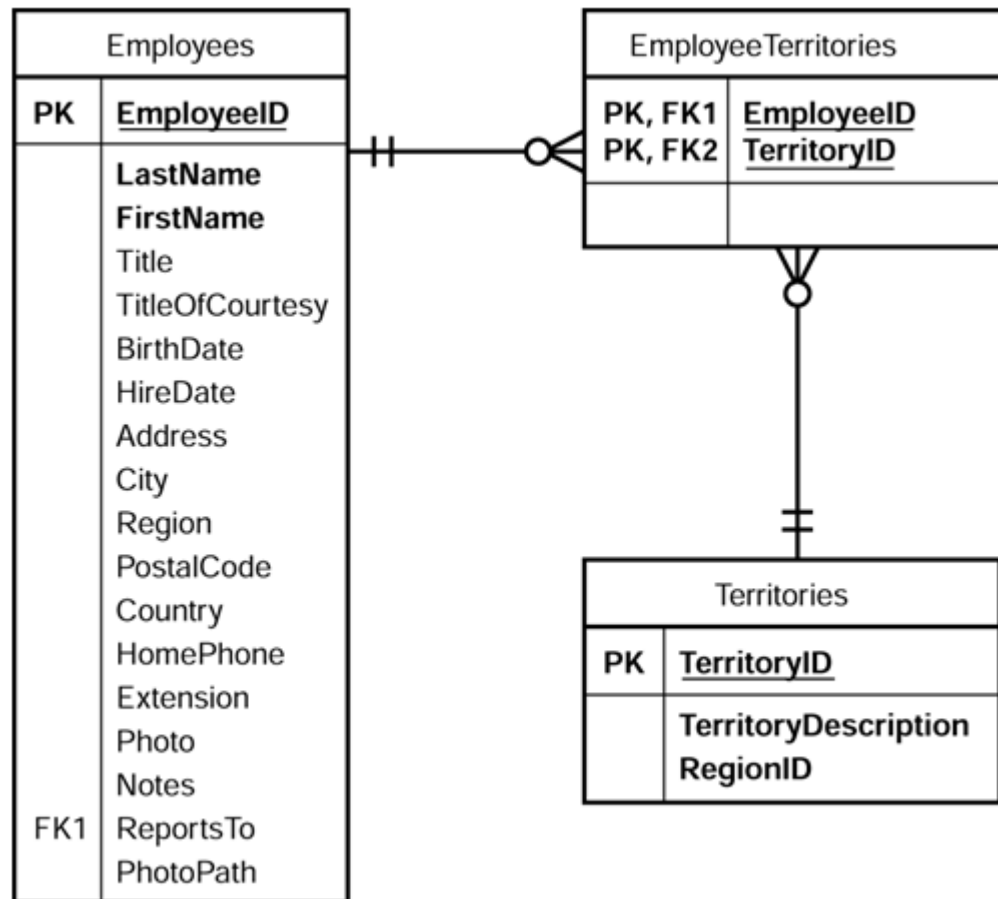 Employees
PK EmployeeID
LastName
FirstName
Title
TitleOfCourtesy
BirthDate
HireDate
Address
City
Region
PostalCode
Country
HomePhone
Extension
Photo
Notes
FK1 ReportsTo
PhotoPath
EmployeeTerritories
PK, FK1 EmployeeID
PK, FK2 TerritoryID
Territories
PK TerritoryID
TerritoryDescription
RegionID